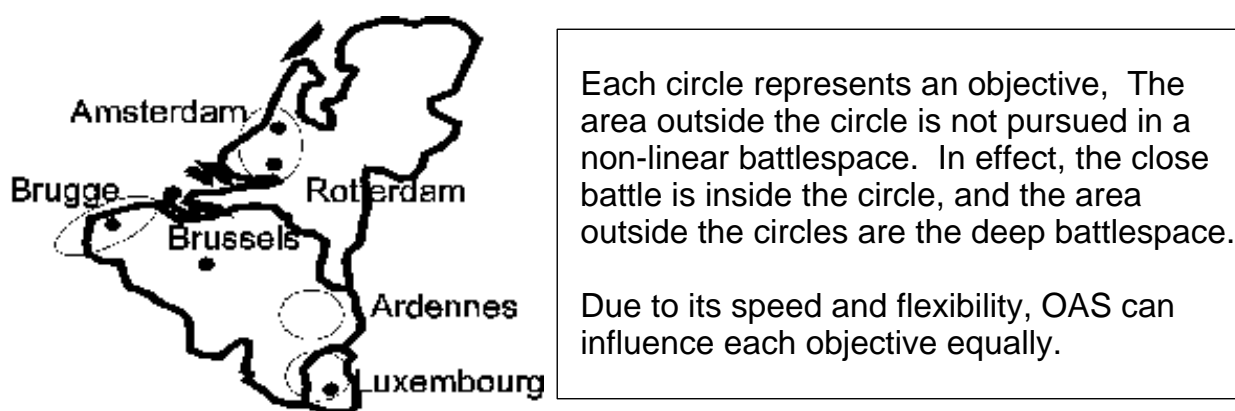 Amsterdam
Brugge
Rotterdam
Brussels
Ardennes
Luxembourg
Each circle represents an objective, The
area outside the circle is not pursued in a
non-linear battlespace. In effect, the close
battle is inside the circle, and the area
outside the circles are the deep battlespace.
Due to its speed and flexibility, OAS can
influence each objective equally.